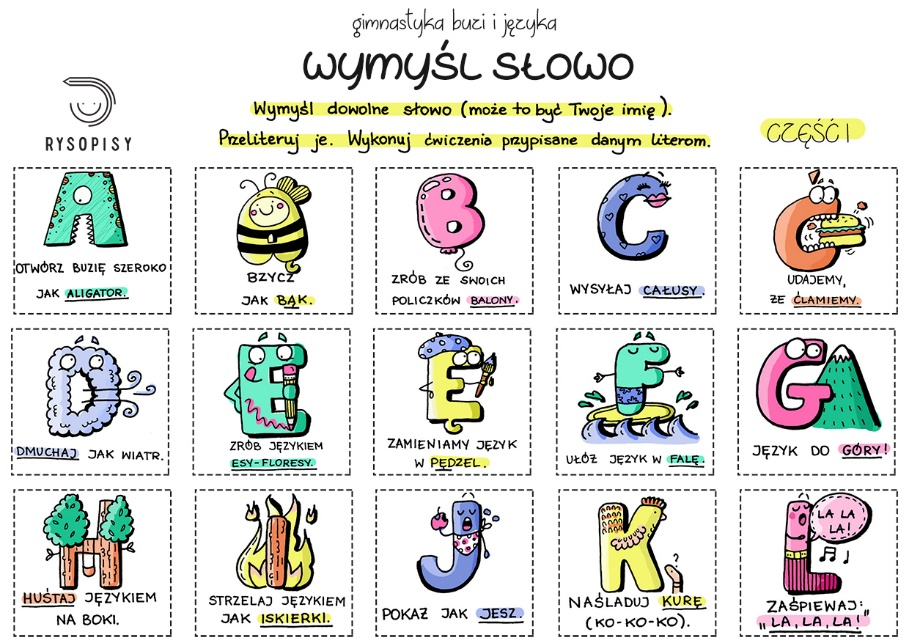 gimnastyka buzi i języka
WYMYŚL SŁOWO
Wymyśl dowolne słowo (może to być Twoje imię).
Przeliteruj je. Wykonuj ćwiczenia przypisane danym literom.
RYSOPISY
CZĘŚĆ I
A
OTWÓRZ BUZIĘ SZEROKO
JAK ALIGATOR.
Ą
BZYCZ
JAK BĄK.
B
ZRÓB ZE SWOICH
POLICZKÓW BALONY.
C
WYSYŁAJ CAŁUSY.
Ć
UDAJEMY,
ŻE ĆLAMIEMY.
D
DMUCHAJ JAK WIATR.
E
ZRÓB JĘZYKIEM
ESY-FLORESY.
Ę
ZAMIENIAMY JĘZYK
W PĘDZEL.
F
UŁÓŻ JĘZYK W FALĘ.
G
JĘZYK DO GÓRY!
H
HUŚTAJ JĘZYKIEM
NA BOKI.
I
STRZELAJ JĘZYKIEM
JAK ISKIERKI.
J
POKAŻ JAK JESZ.
K
?
NAŚLADUJ KURĘ
(KO-KO-KO).
L
LA LA
LA!
ZAŚPIEWAJ:
"LA, LA, LA!"